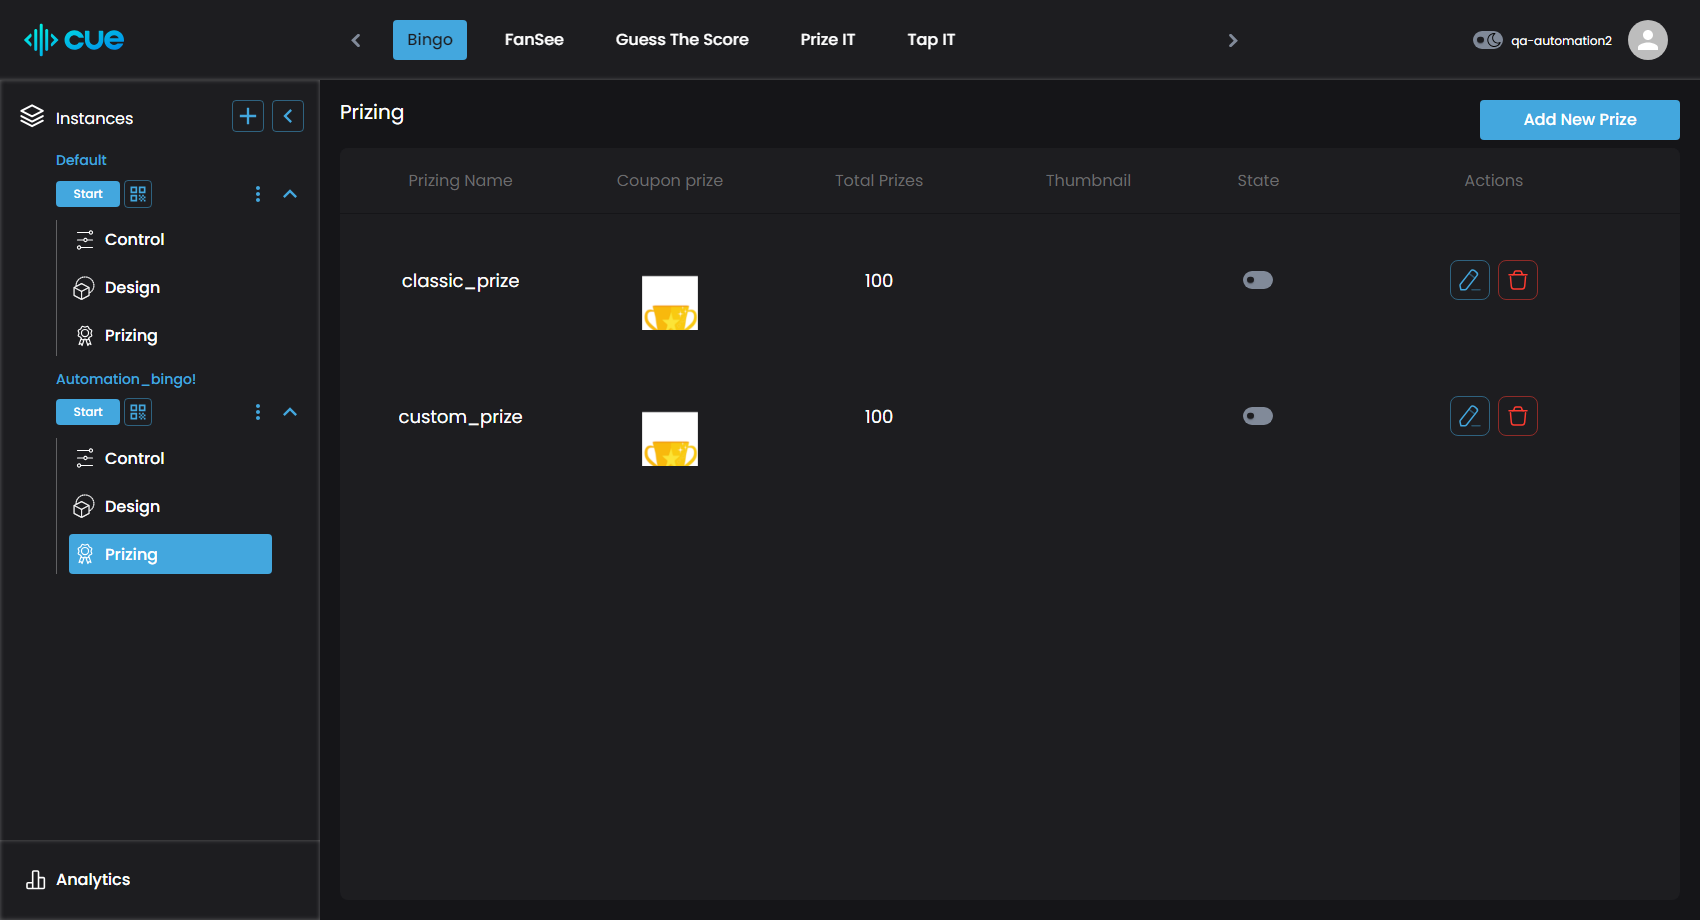 cue
Bingo
FanSee
Guess The Score
Prize IT
Tap IT
qa-automation2
Instances
Default
Start
Control
Design
Prizing
Automation_bingo!
Start
Control
Design
Prizing
Analytics
Prizing
Add New Prize
Prizing Name Coupon prize Total Prizes Thumbnail State Actions
classic_prize 100
custom_prize 100